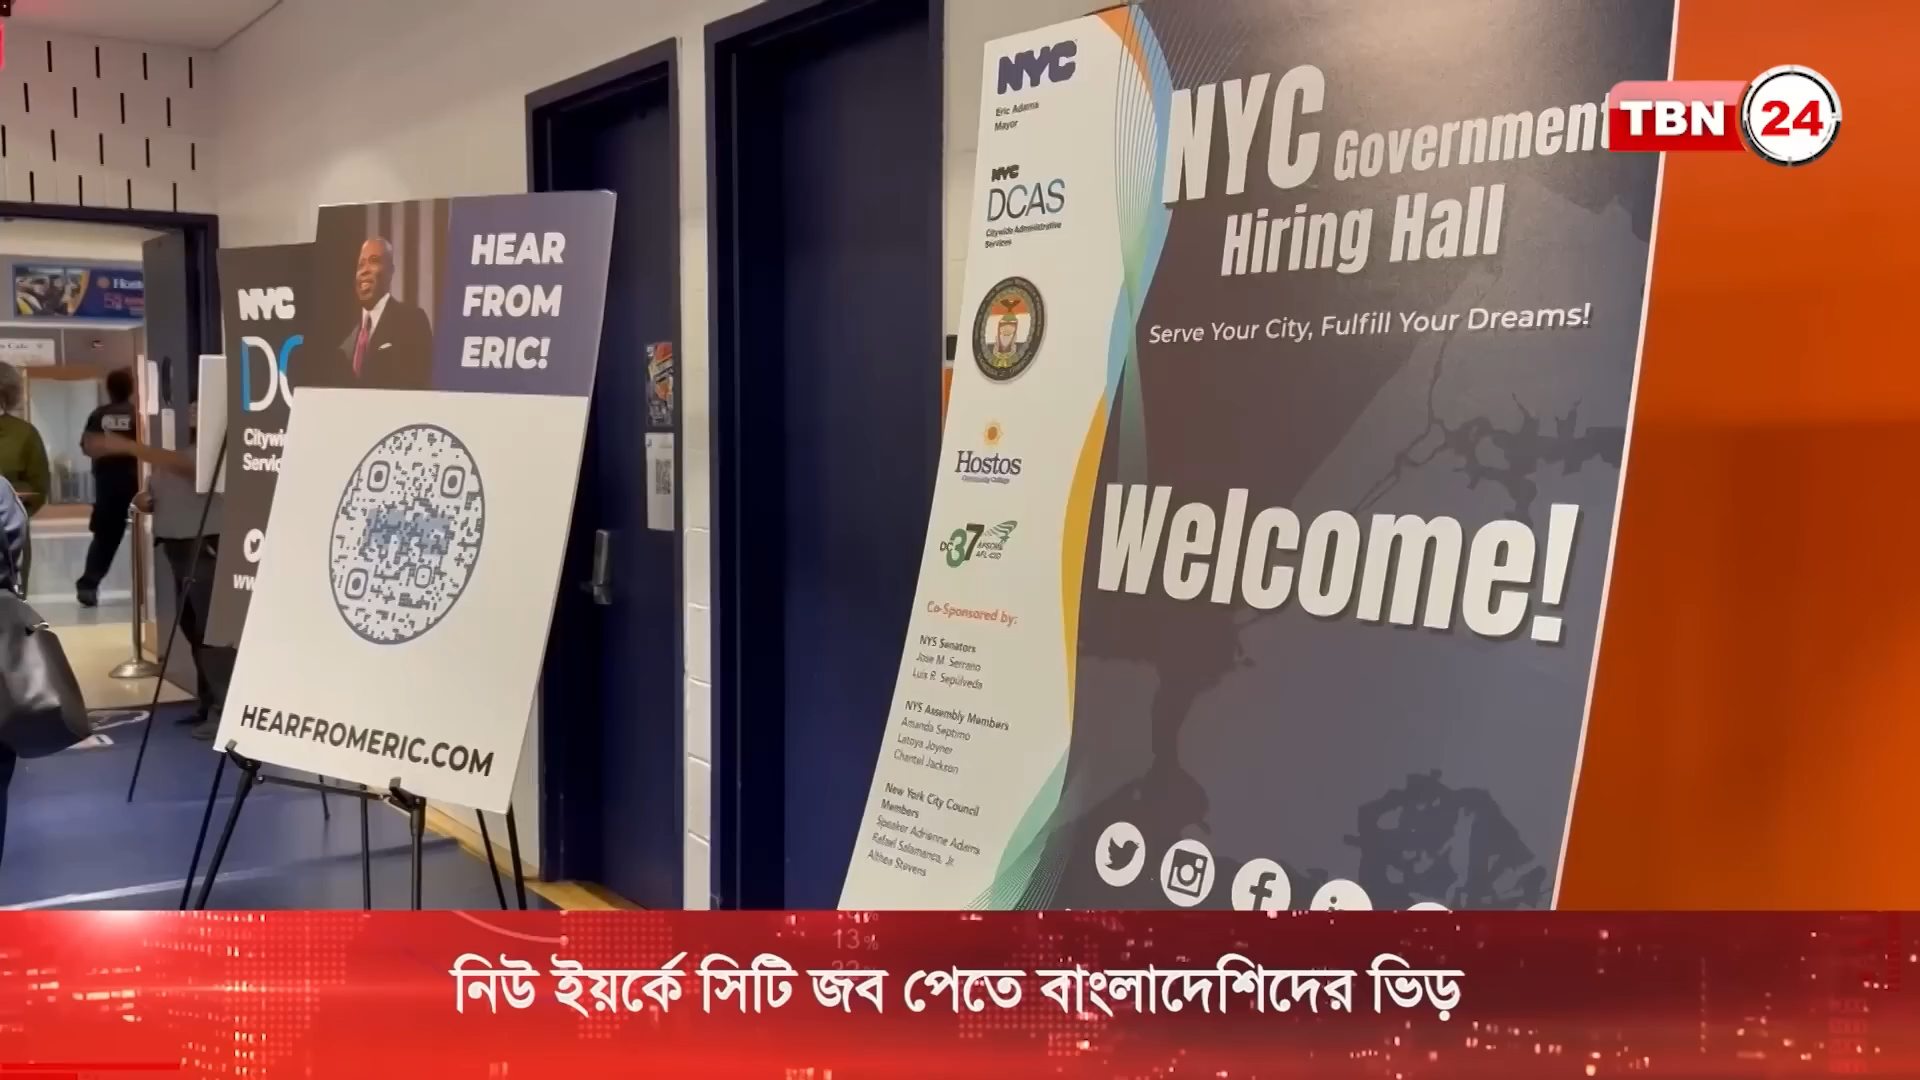 TBN 24
NYC
Eric Adams
Mayor
NYC
DCAS
Citywide Administrative
Services
Hostos
Community College
DC37
AFSCME
AFL-CIO
Co-Sponsored by:
NYS Senators
Jose M. Serrano
Luis R. Sepúlveda
NYS Assembly Members
Amanda Septimo
Latoya Joyner
Chantel Jackson
New York City Council
Members
Speaker Adrienne Adams
Rafael Salamanca, Jr.
Althea Stevens
NYC Government
Hiring Hall
Serve Your City, Fulfill Your Dreams!
Welcome!
HEAR
FROM
ERIC!
HEARFROMERIC.COM
NYC
DC
Citywi
Servic
POLICE
13%
নিউ ইয়র্কে সিটি জব পেতে বাংলাদেশিদের ভিড়